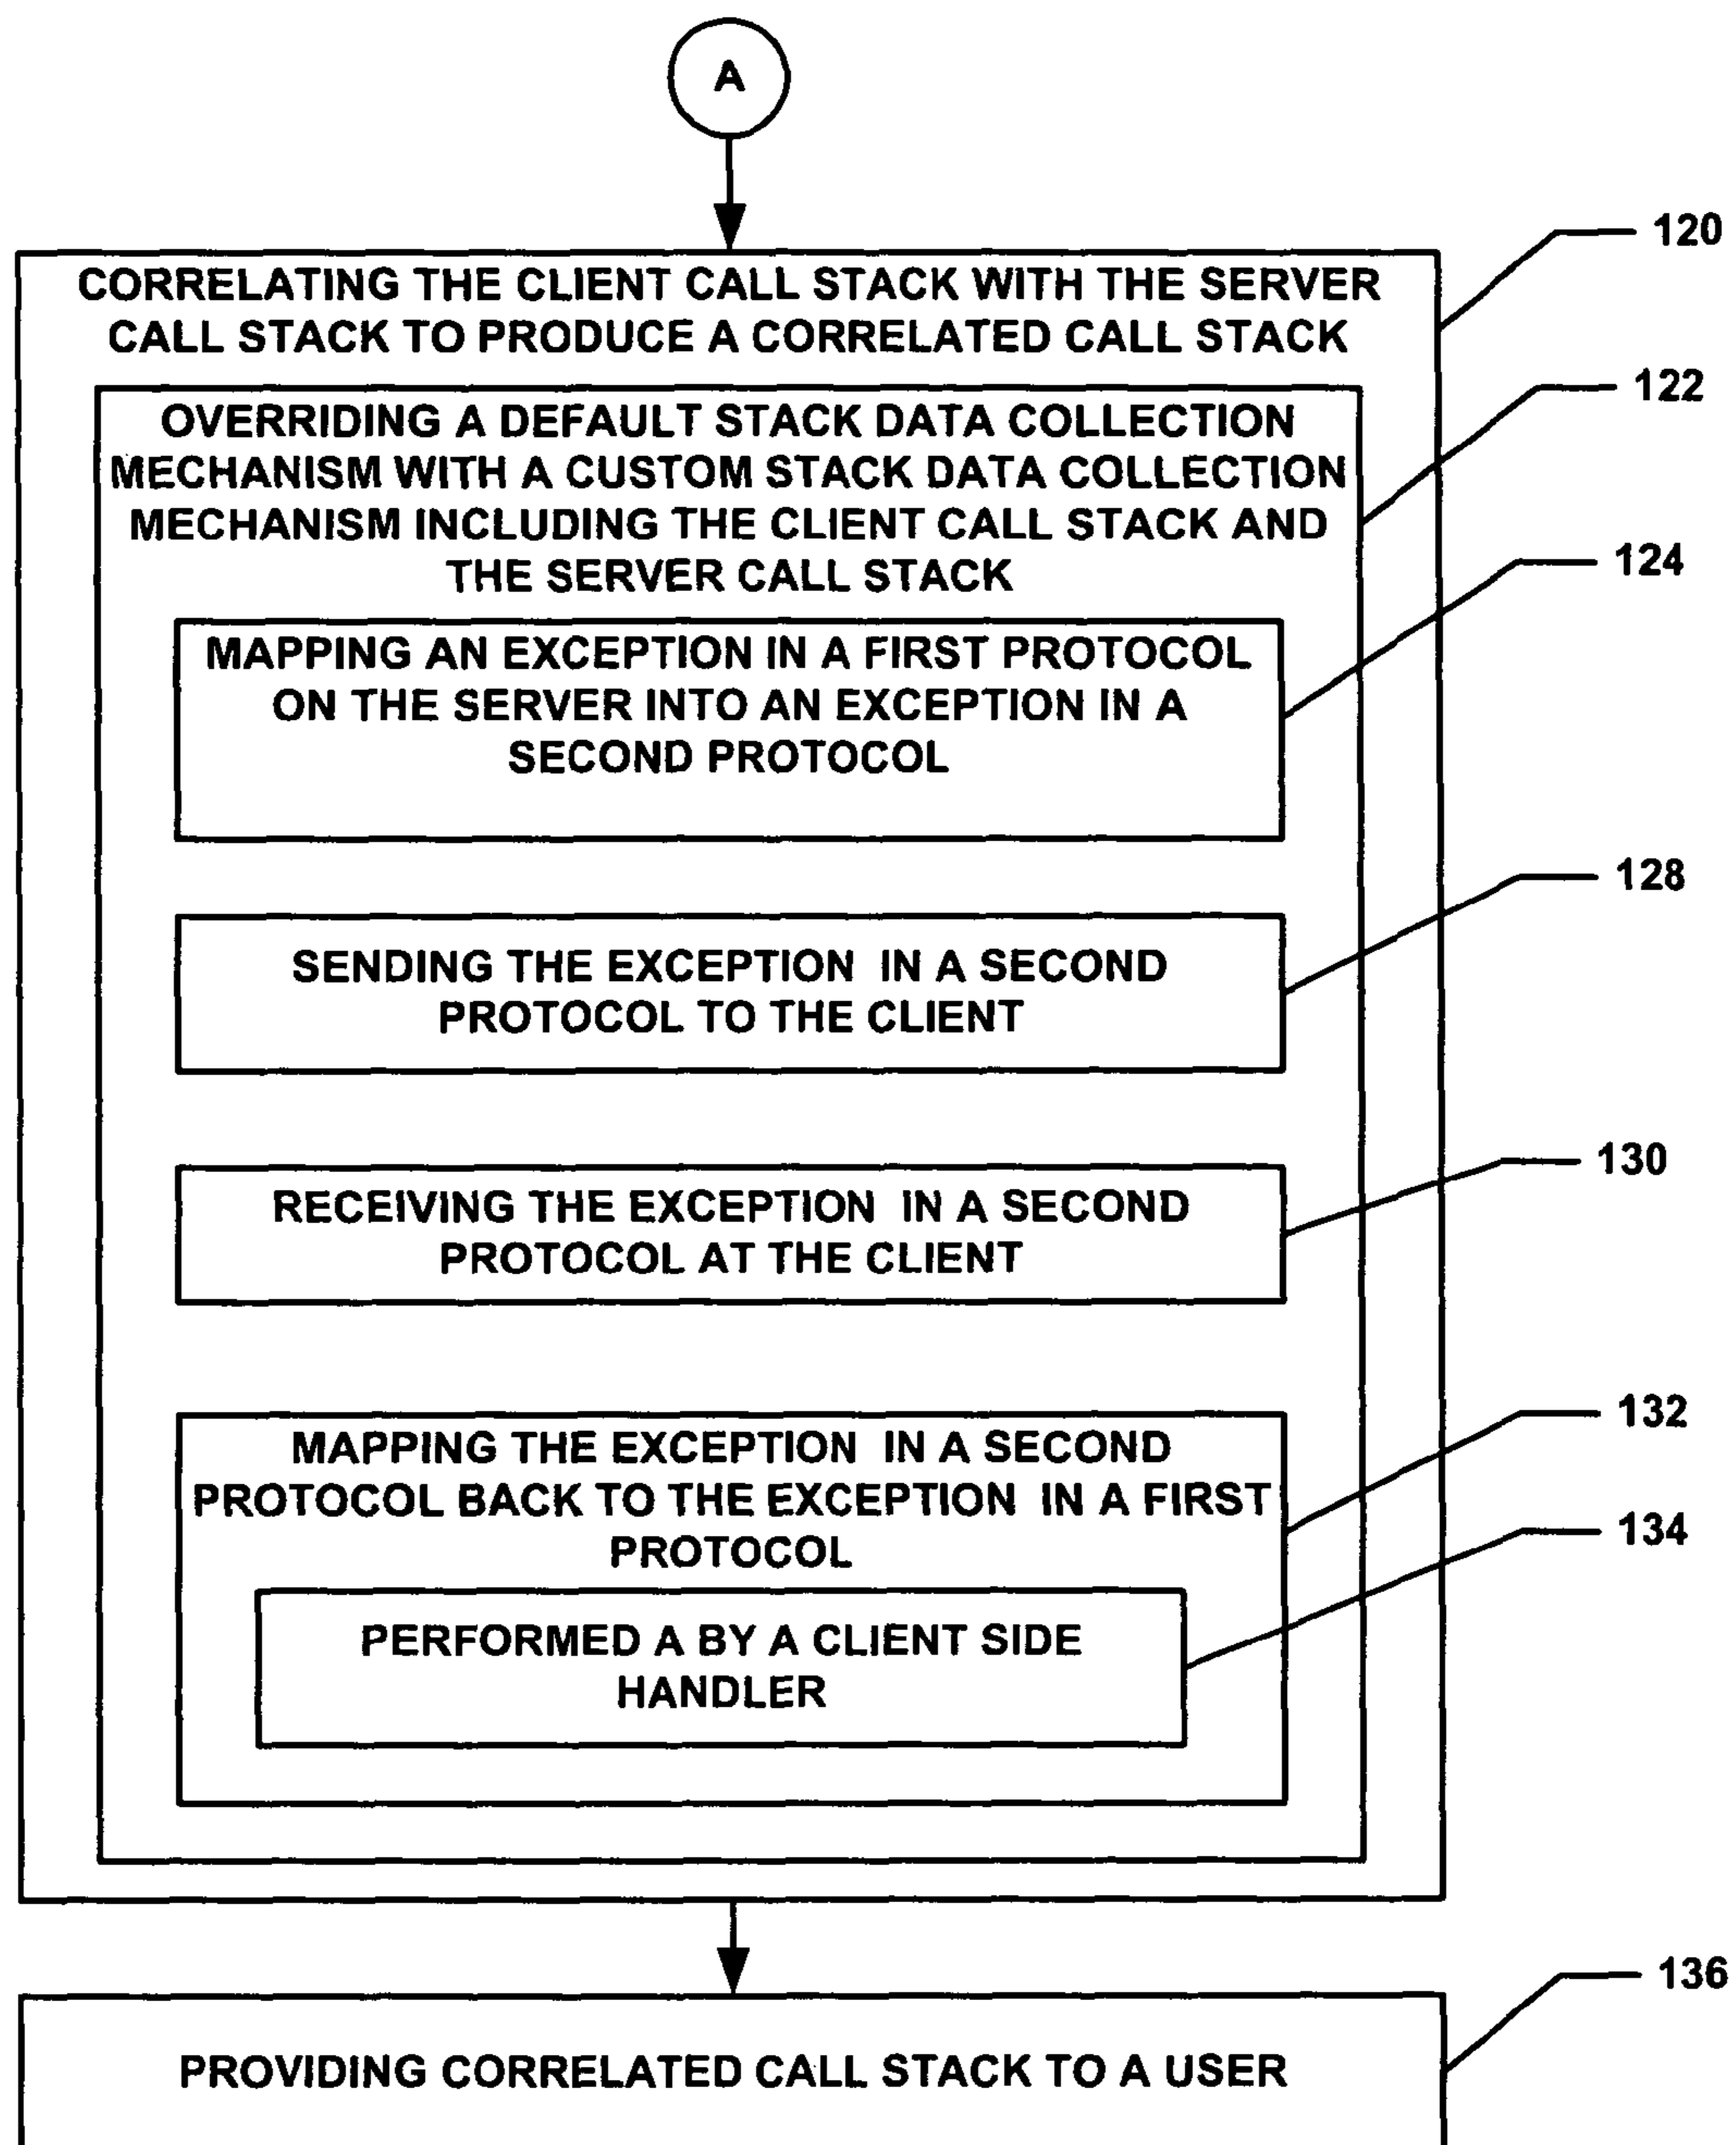 A
120
CORRELATING THE CLIENT CALL STACK WITH THE SERVER
CALL STACK TO PRODUCE A CORRELATED CALL STACK
122
OVERRIDING A DEFAULT STACK DATA COLLECTION
MECHANISM WITH A CUSTOM STACK DATA COLLECTION
MECHANISM INCLUDING THE CLIENT CALL STACK AND
THE SERVER CALL STACK
124
MAPPING AN EXCEPTION IN A FIRST PROTOCOL
ON THE SERVER INTO AN EXCEPTION IN A
SECOND PROTOCOL
128
SENDING THE EXCEPTION IN A SECOND
PROTOCOL TO THE CLIENT
130
RECEIVING THE EXCEPTION IN A SECOND
PROTOCOL AT THE CLIENT
132
MAPPING THE EXCEPTION IN A SECOND
PROTOCOL BACK TO THE EXCEPTION IN A FIRST
PROTOCOL
134
PERFORMED A BY A CLIENT SIDE
HANDLER
136
PROVIDING CORRELATED CALL STACK TO A USER